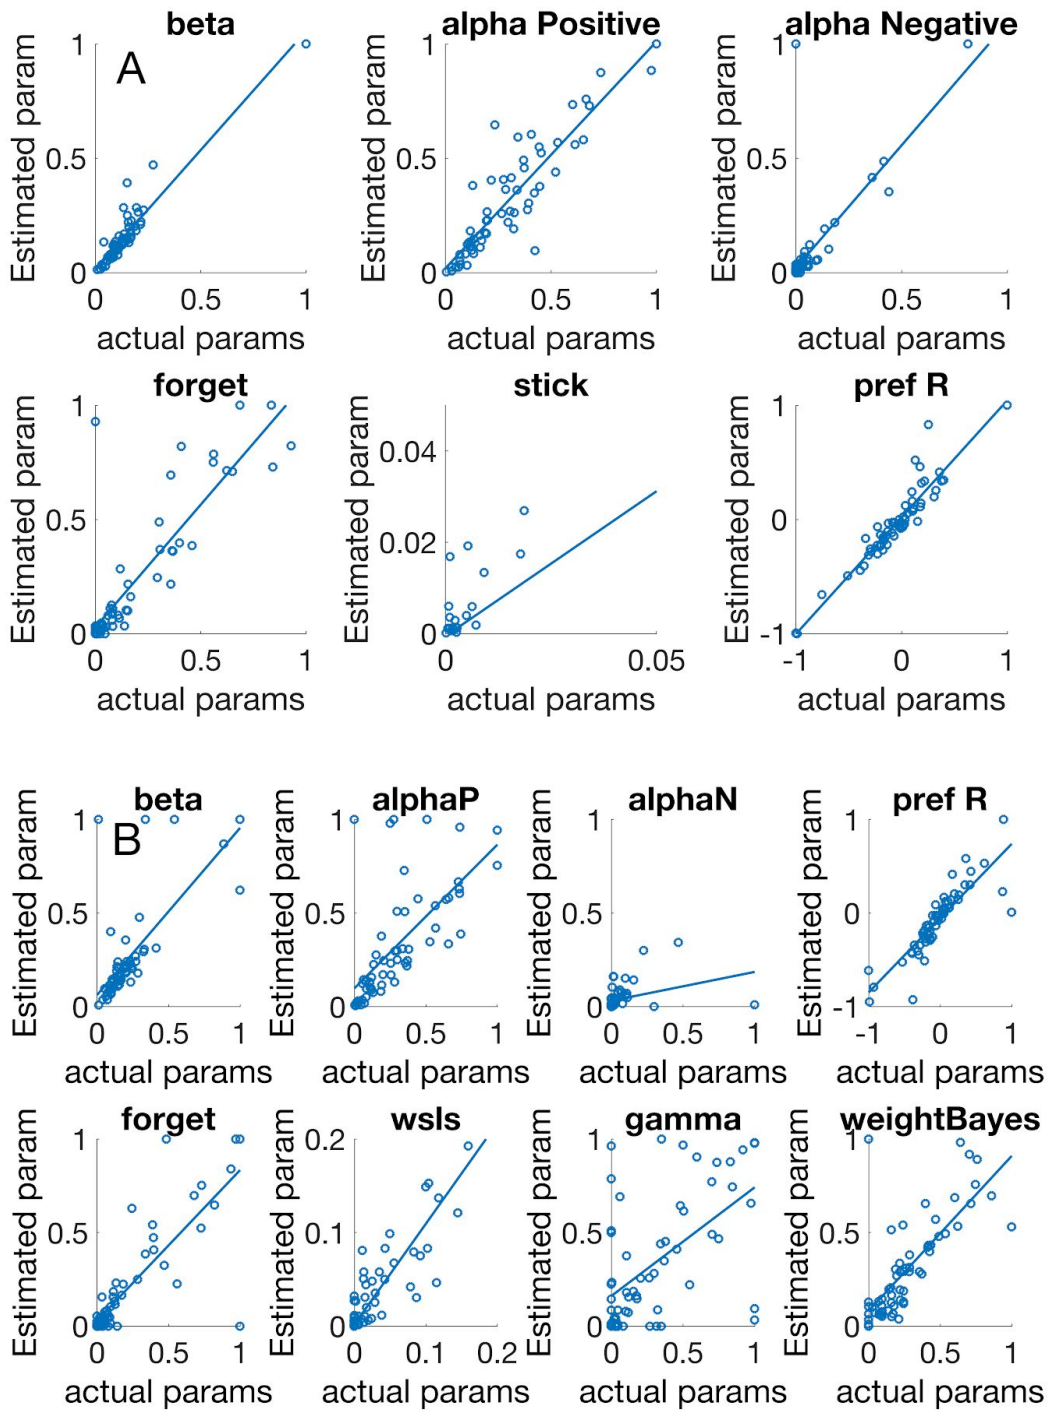 beta alpha Positive alpha Negative
A
1 1 1
Estimated param Estimated param Estimated param
0.5 0.5 0.5
0 0 0
0 0.5 1 0 0.5 1 0 0.5 1
actual params actual params actual params
forget stick pref R
1 0.04 1
Estimated param Estimated param Estimated param
0.5 0.02 0
0 0 -1
0 0.5 1 0 0.05 -1 0 1
actual params actual params actual params
beta alphaP alphaN pref R
B
1 1 1 1
Estimated param Estimated param Estimated param Estimated param
0.5 0.5 0.5 0
0 0 0 -1
0 0.5 1 0 0.5 1 0 0.5 1 -1 0 1
actual params actual params actual params actual params
forget wsls gamma weightBayes
1 0.2 1 1
Estimated param Estimated param Estimated param Estimated param
0.5 0.1 0.5 0.5
0 0 0 0
0 0.5 1 0 0.1 0.2 0 0.5 1 0 0.5 1
actual params actual params actual params actual params